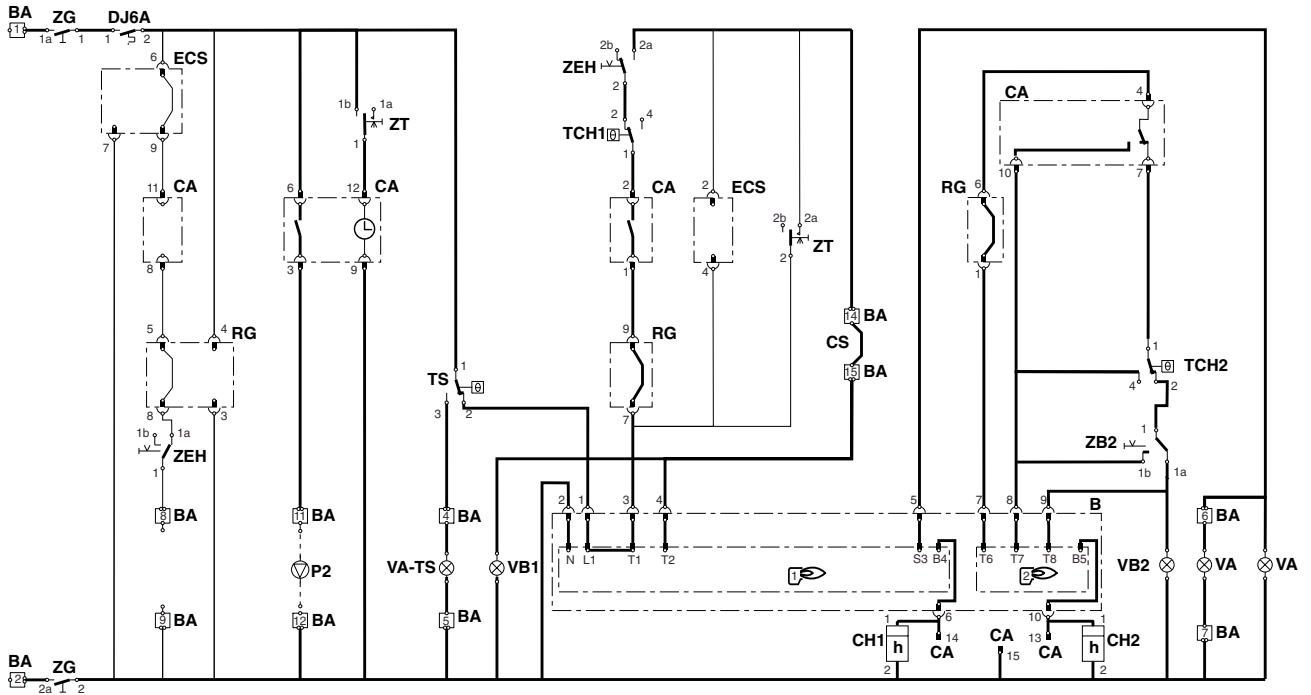 BA ZG DJ6A
1 1a 1 1 2
6 ECS
7 9
11 CA
8
5 4 RG
8 3
1b 1a
ZEH
1
8 BA
9 BA
BA ZG
2 2a 2
1b 1a
ZT
1
6 12 CA
3 9
11 BA
P2
12 BA
TS 1
3 2
4 BA
VA-TS
5 BA
VB1
2b 2a
ZEH
2
2 4
TCH1 θ
1
2 CA
1
9 RG
7
2 ECS
4
2b 2a
ZT
2
14 BA
CS
15 BA
CA 4
10 7
RG 6
1
1
TCH2 θ
4 2
ZB2 1
1b 1a
θ
2 1 3 4 5 7 8 9 B
N L1 T1 T2 S3 B4 T6 T7 T8 B5
1 2
6 10
CH1 1 h 2
14 CA
CA 15
13 CA
1 h CH2 2
VB2
6 BA
VA
7 BA
VA